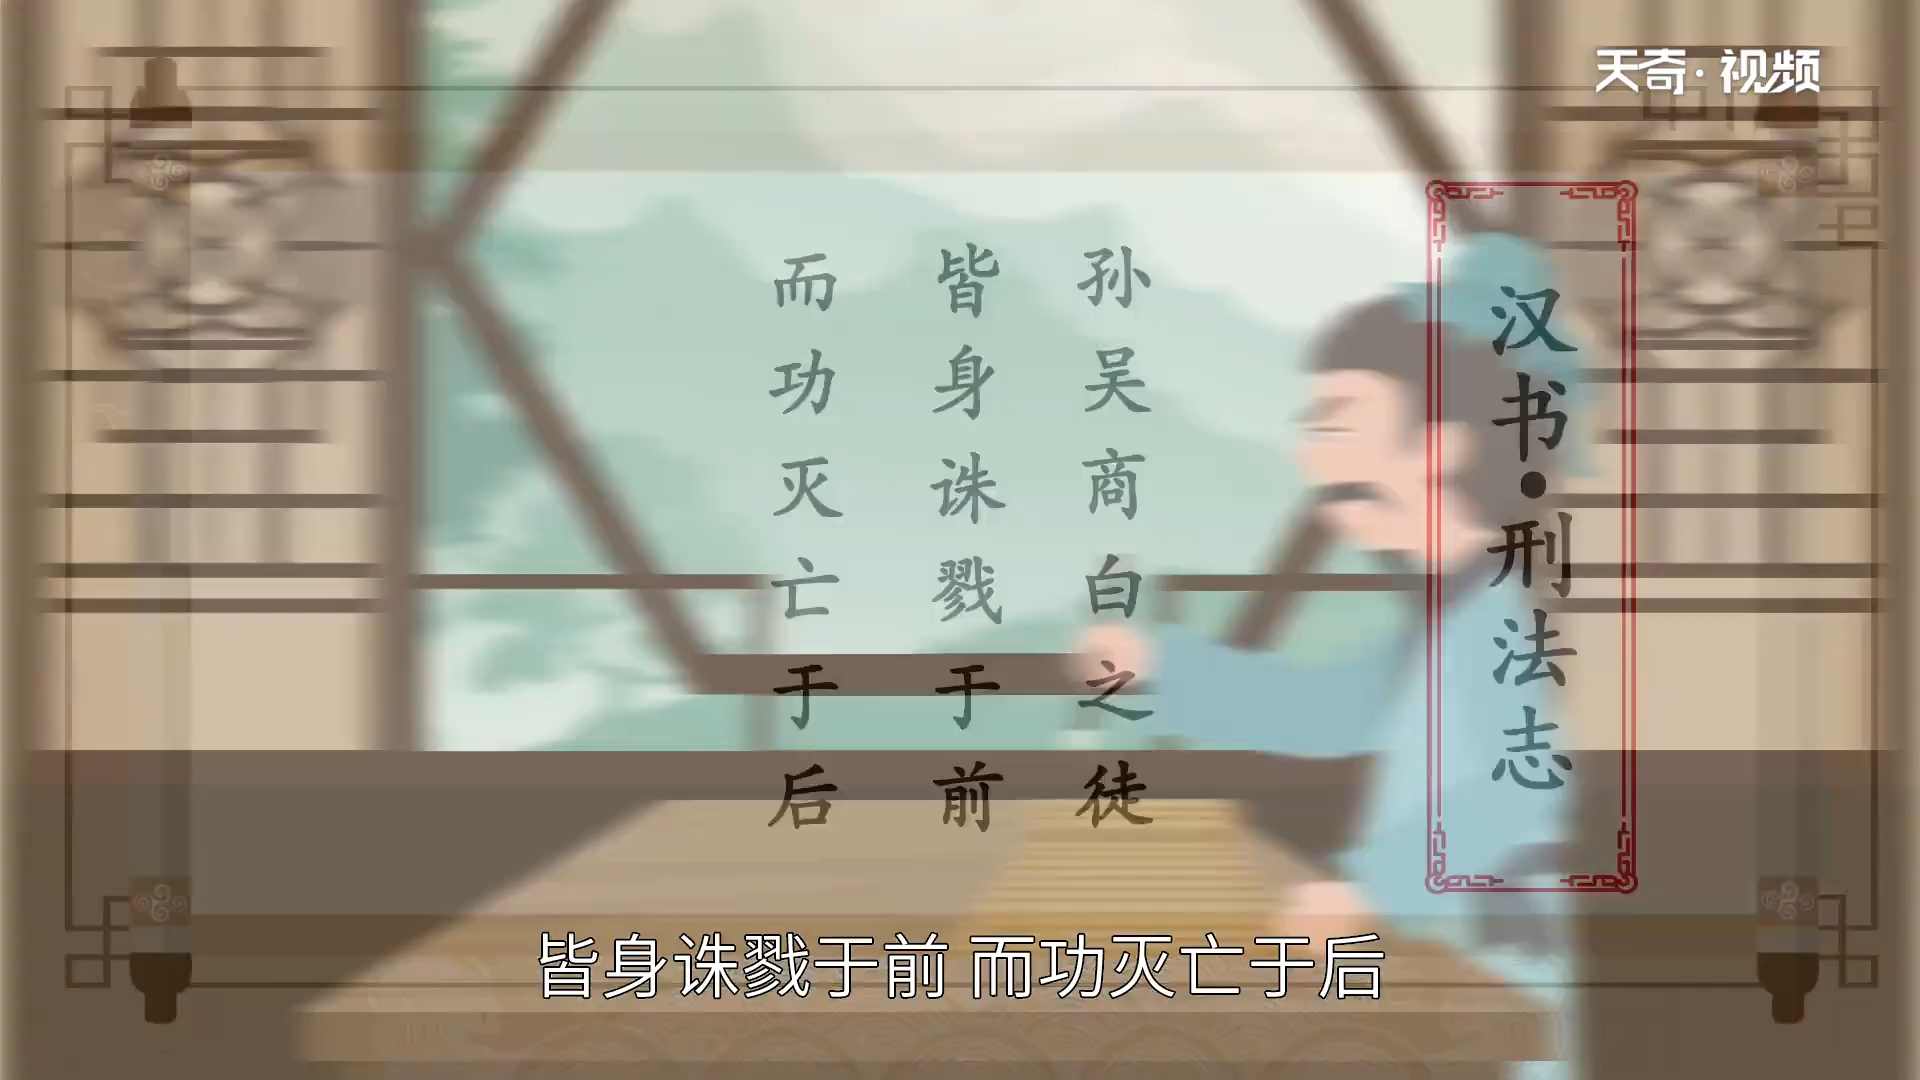 天奇·视频
汉书·刑法志
孙吴商白之徒
皆身诛戮于前
而功灭亡于后
皆身诛戮于前 而功灭亡于后